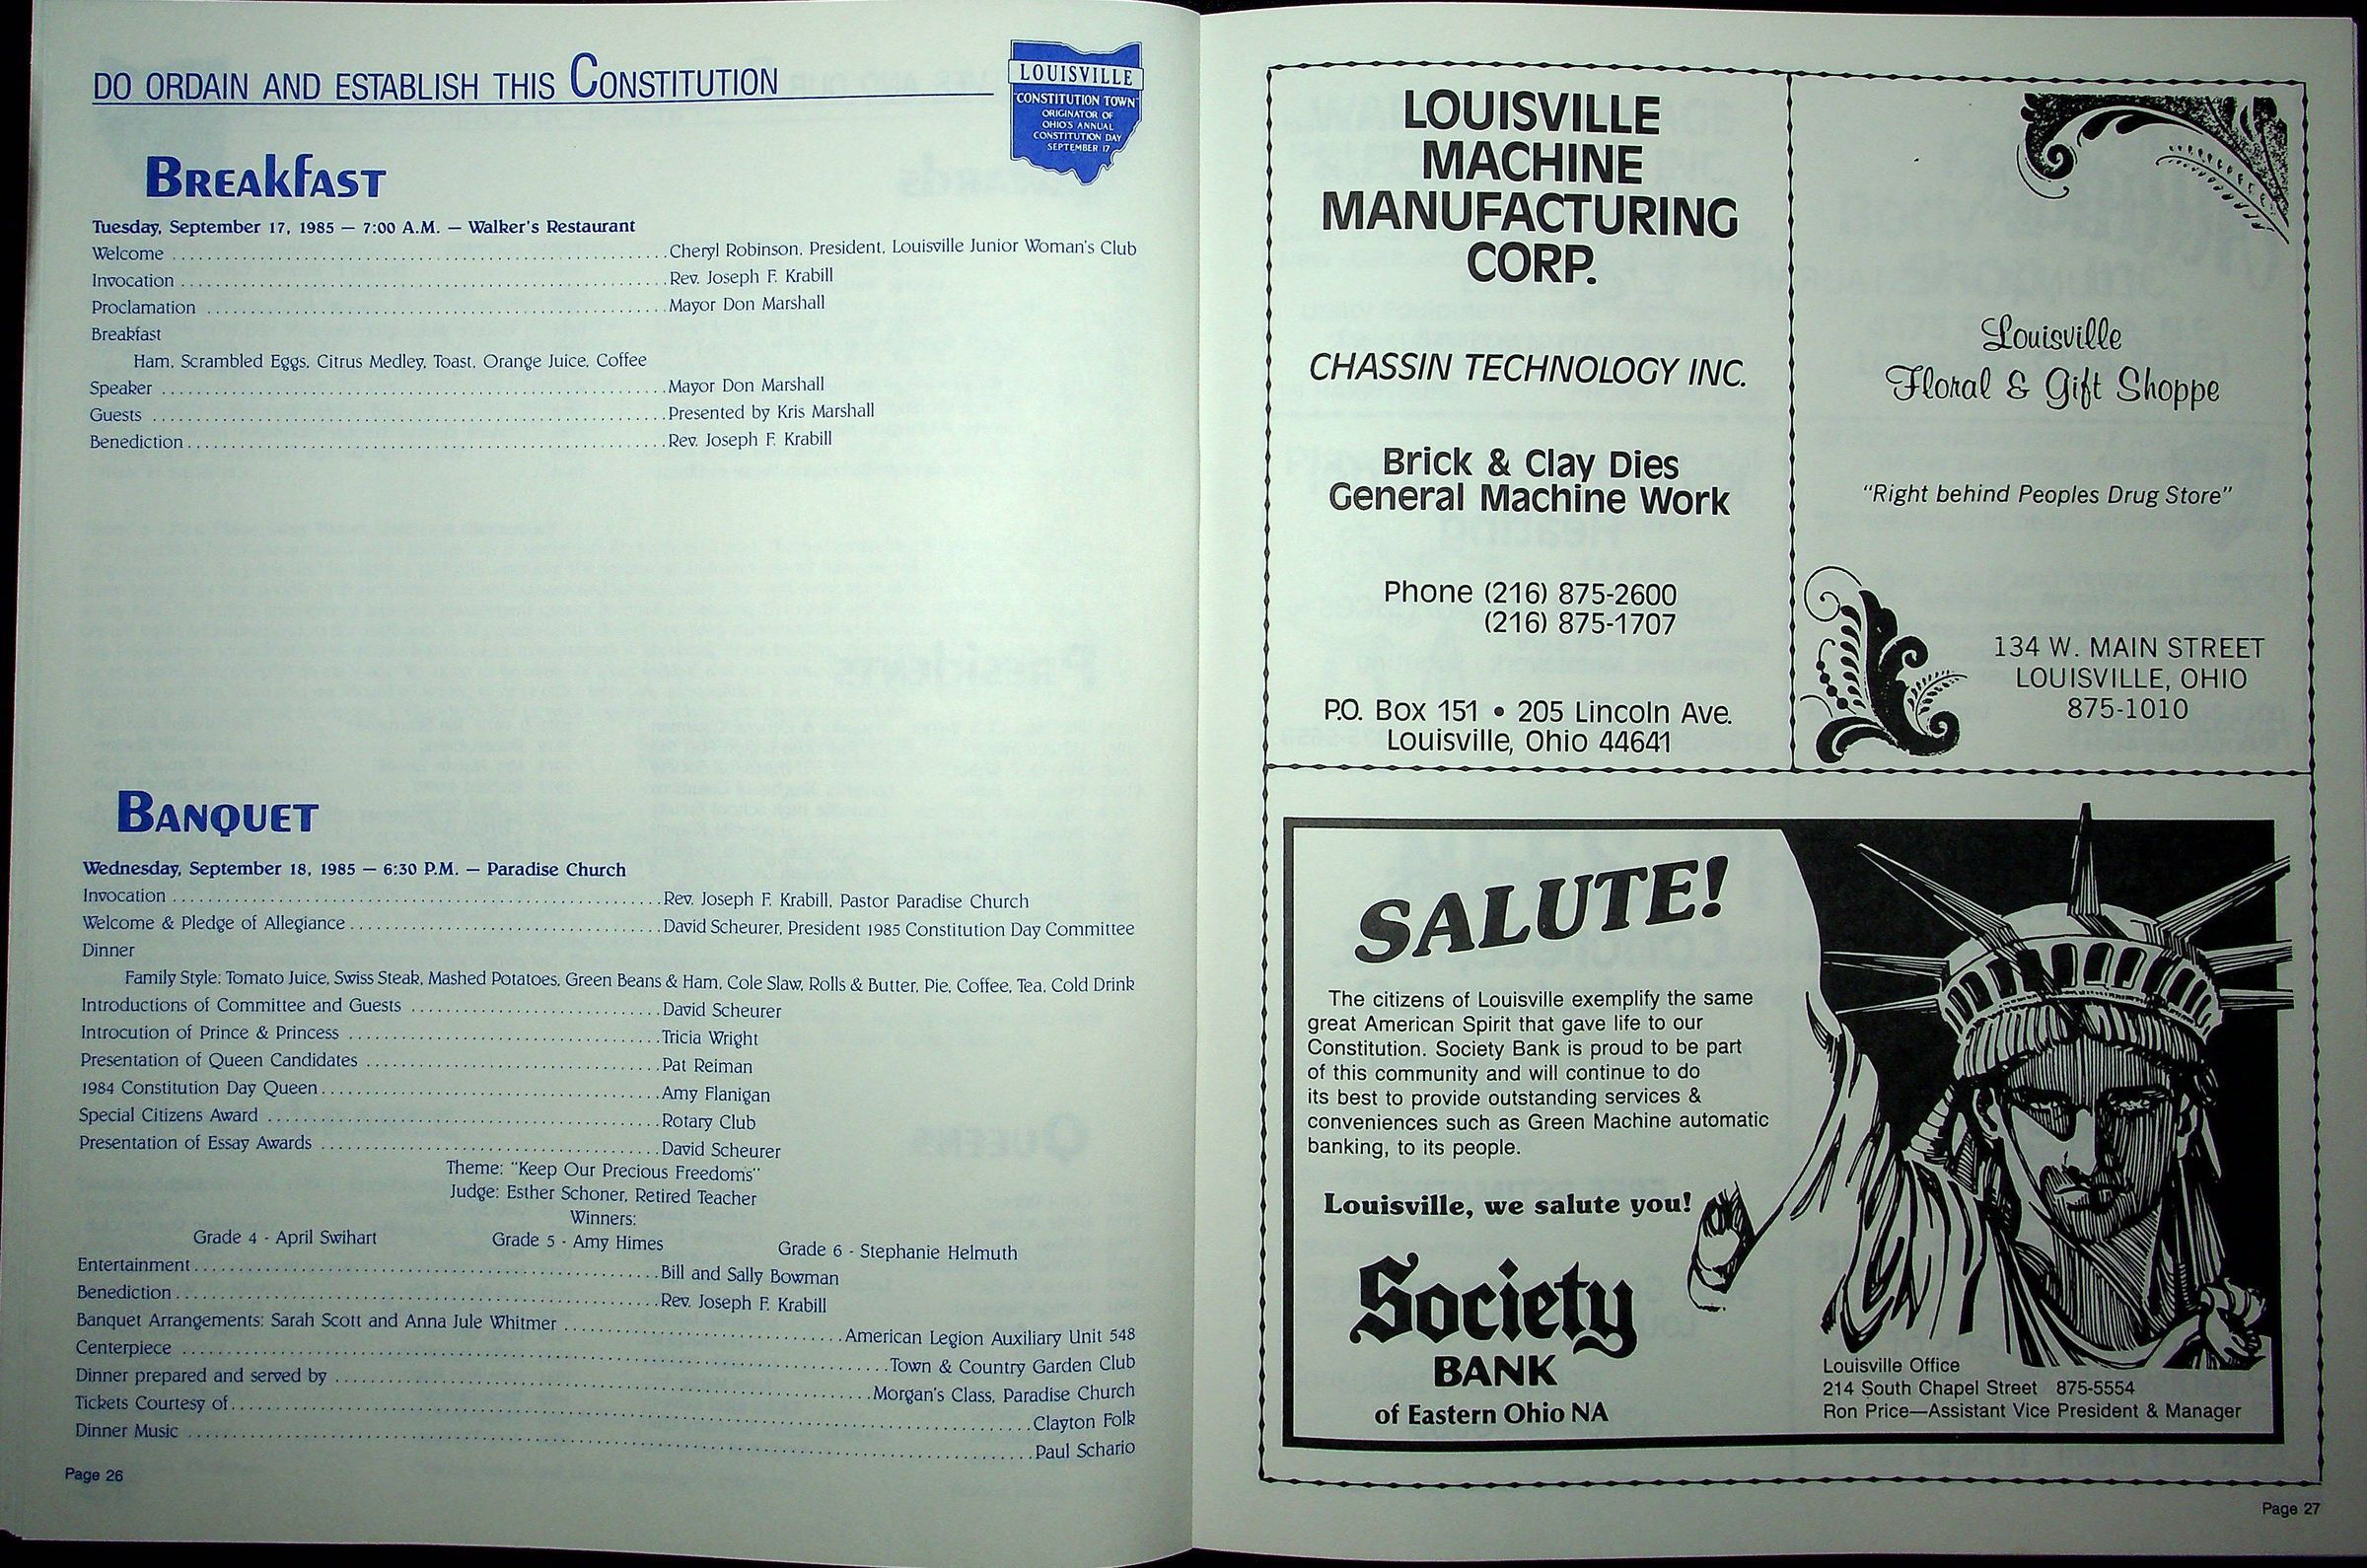 DO ORDAIN AND ESTABLISH THIS CONSTITUTION
LOUISVILLE
"CONSTITUTION TOWN"
ORIGINATOR OF
OHIO'S ANNUAL
CONSTITUTION DAY
SEPTEMBER 17
BREAKFAST
Tuesday, September 17, 1985 — 7:00 A.M. — Walker's Restaurant
Welcome ........ Cheryl Robinson, President, Louisville Junior Woman's Club
Invocation ........ Rev. Joseph F. Krabill
Proclamation ........ Mayor Don Marshall
Breakfast
Ham, Scrambled Eggs, Citrus Medley, Toast, Orange Juice, Coffee
Speaker ........ Mayor Don Marshall
Guests ........ Presented by Kris Marshall
Benediction ........ Rev. Joseph F. Krabill
BANQUET
Wednesday, September 18, 1985 — 6:30 P.M. — Paradise Church
Invocation ........ Rev. Joseph F. Krabill, Pastor Paradise Church
Welcome & Pledge of Allegiance ........ David Scheurer, President 1985 Constitution Day Committee
Dinner
Family Style: Tomato Juice, Swiss Steak, Mashed Potatoes, Green Beans & Ham, Cole Slaw, Rolls & Butter, Pie, Coffee, Tea, Cold Drink
Introductions of Committee and Guests ........ David Scheurer
Introcution of Prince & Princess ........ Tricia Wright
Presentation of Queen Candidates ........ Pat Reiman
1984 Constitution Day Queen ........ Amy Flanigan
Special Citizens Award ........ Rotary Club
Presentation of Essay Awards ........ David Scheurer
Theme: "Keep Our Precious Freedoms"
Judge: Esther Schoner, Retired Teacher
Winners:
Grade 4 - April Swihart Grade 5 - Amy Himes Grade 6 - Stephanie Helmuth
Entertainment ........ Bill and Sally Bowman
Benediction ........ Rev. Joseph F. Krabill
Banquet Arrangements: Sarah Scott and Anna Jule Whitmer ........ American Legion Auxiliary Unit 548
Centerpiece ........ Town & Country Garden Club
Dinner prepared and served by ........ Morgan's Class, Paradise Church
Tickets Courtesy of ........ Clayton Folk
Dinner Music ........ Paul Schario
Page 26
LOUISVILLE
MACHINE
MANUFACTURING
CORP.
CHASSIN TECHNOLOGY INC.
Brick & Clay Dies
General Machine Work
Phone (216) 875-2600
(216) 875-1707
P.O. Box 151 • 205 Lincoln Ave.
Louisville, Ohio 44641
Louisville
Floral & Gift Shoppe
"Right behind Peoples Drug Store"
134 W. MAIN STREET
LOUISVILLE, OHIO
875-1010
SALUTE!
The citizens of Louisville exemplify the same
great American Spirit that gave life to our
Constitution. Society Bank is proud to be part
of this community and will continue to do
its best to provide outstanding services &
conveniences such as Green Machine automatic
banking, to its people.
Louisville, we salute you!
Society
BANK
of Eastern Ohio NA
Louisville Office
214 South Chapel Street 875-5554
Ron Price—Assistant Vice President & Manager
Page 27